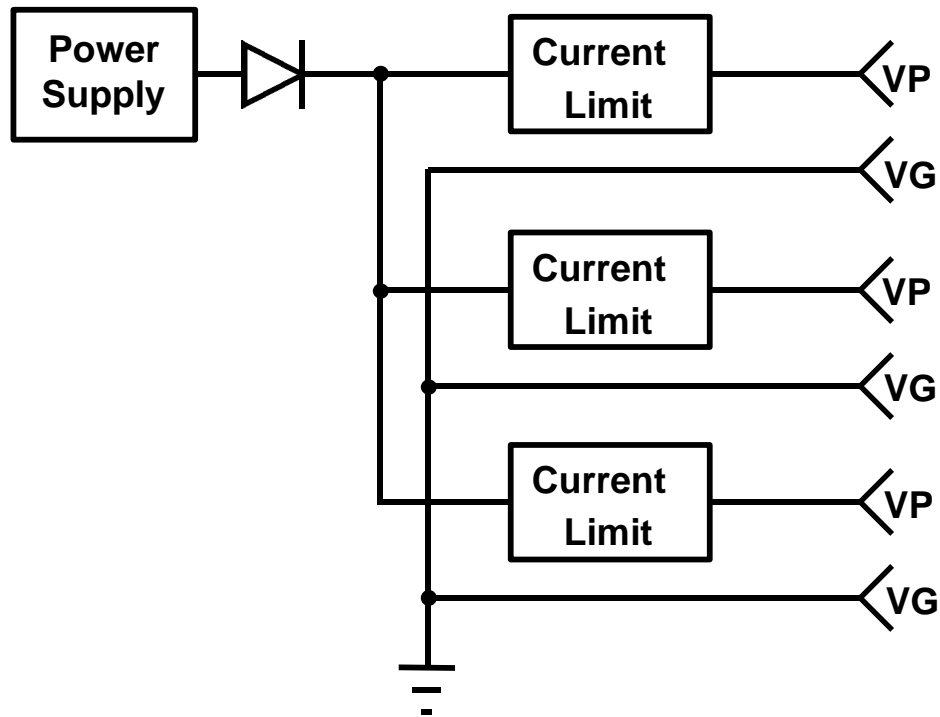 Power
Supply
Current
Limit
VP
VG
Current
Limit
VP
VG
Current
Limit
VP
VG